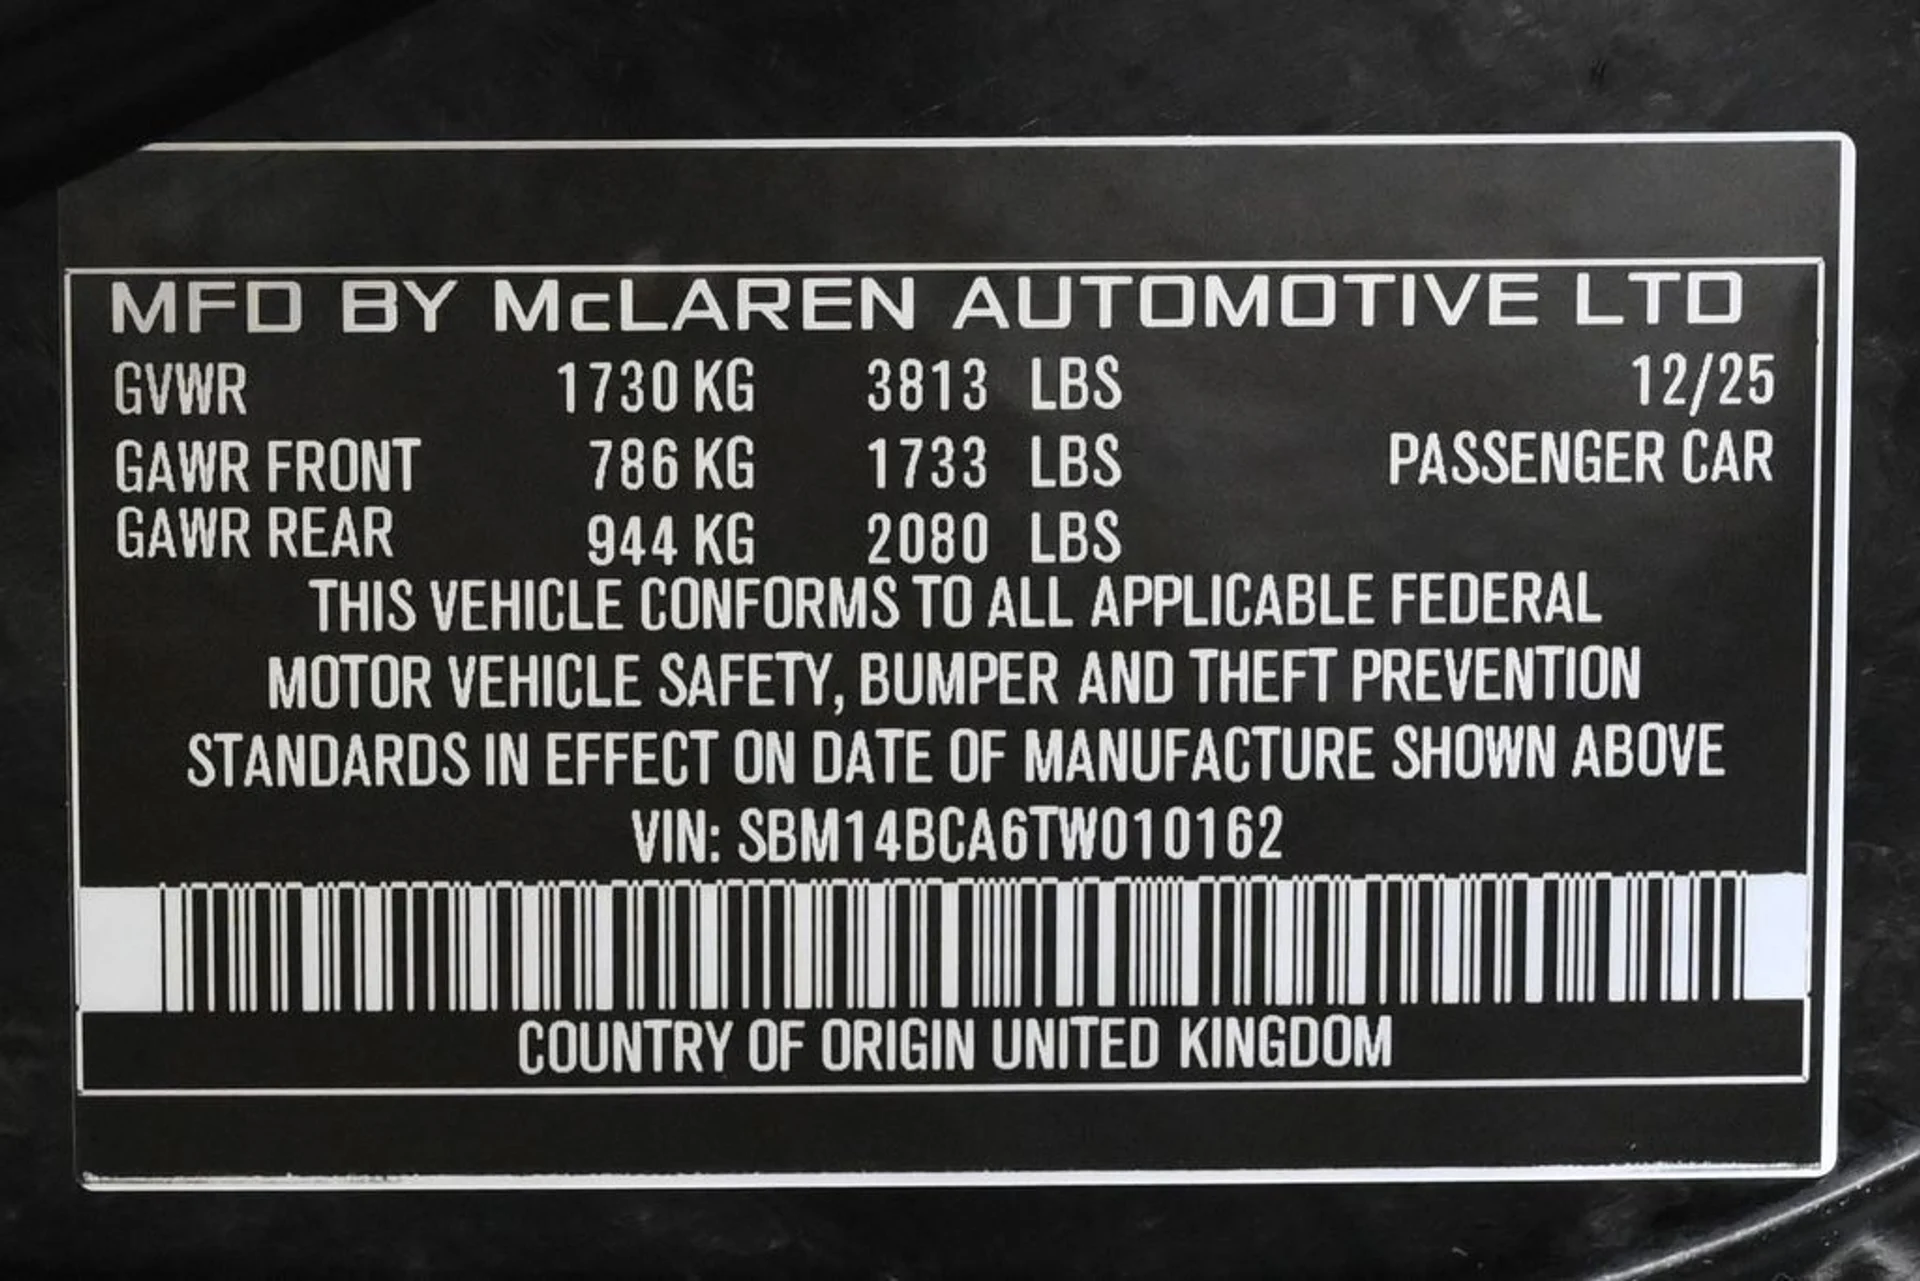 MFD BY McLAREN AUTOMOTIVE LTD
GVWR 1730 KG 3813 LBS 12/25
GAWR FRONT 786 KG 1733 LBS PASSENGER CAR
GAWR REAR 944 KG 2080 LBS
THIS VEHICLE CONFORMS TO ALL APPLICABLE FEDERAL
MOTOR VEHICLE SAFETY, BUMPER AND THEFT PREVENTION
STANDARDS IN EFFECT ON DATE OF MANUFACTURE SHOWN ABOVE
VIN: SBM14BCA6TW010162
COUNTRY OF ORIGIN UNITED KINGDOM